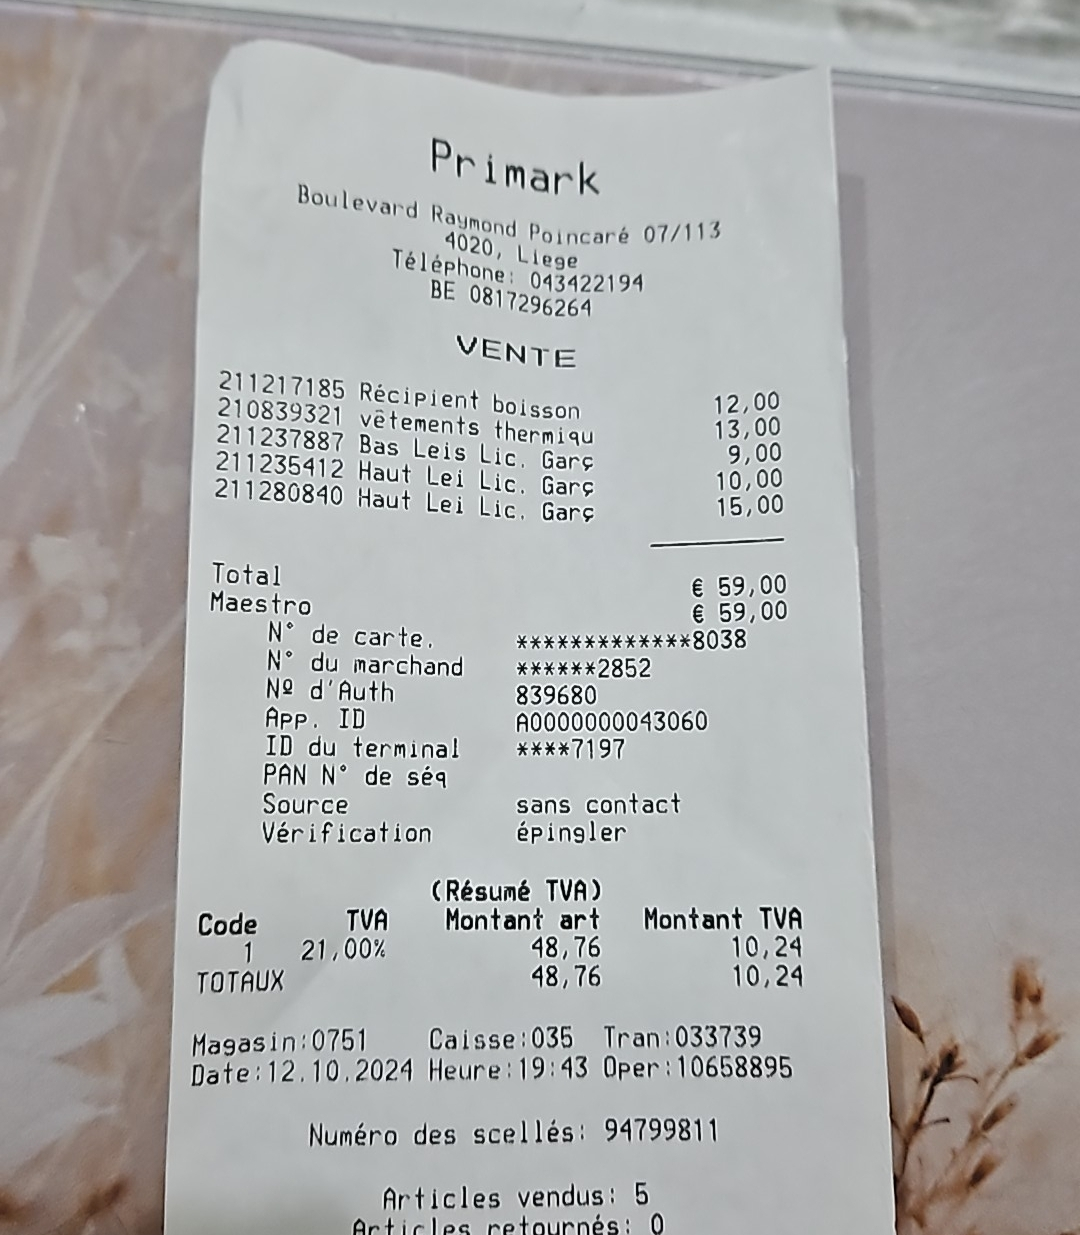 Primark
Boulevard Raymond Poincaré 07/113
4020, Liege
Téléphone: 043422194
BE 0817296264
VENTE
211217185 Récipient boisson 12,00
210839321 vêtements thermiqu 13,00
211237887 Bas Leis Lic. Garç 9,00
211235412 Haut Lei Lic. Garç 10,00
211280840 Haut Lei Lic. Garç 15,00
Total € 59,00
Maestro € 59,00
N° de carte. *************8038
N° du marchand ******2852
Nº d'Auth 839680
App. ID A0000000043060
ID du terminal ****7197
PAN N° de séq
Source sans contact
Vérification épingler
(Résumé TVA)
Code TVA Montant art Montant TVA
1 21,00% 48,76 10,24
TOTAUX 48,76 10,24
Magasin:0751 Caisse:035 Tran:033739
Date:12.10.2024 Heure:19:43 Oper:10658895
Numéro des scellés: 94799811
Articles vendus: 5
Articles retournés: 0